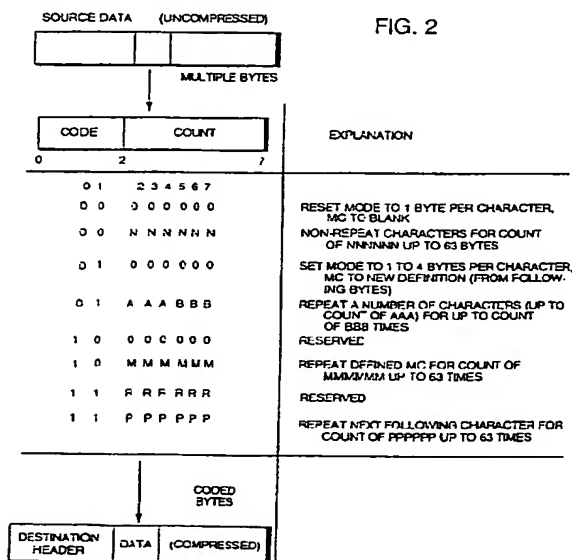 FIG. 2
SOURCE DATA (UNCOMPRESSED)
MULTIPLE BYTES
CODE COUNT EXPLANATION
0 2 7
0 1 2 3 4 5 6 7
0 0 0 0 0 0 0 0 RESET MODE TO 1 BYTE PER CHARACTER,
MC TO BLANK
0 0 N N N N N N NON-REPEAT CHARACTERS FOR COUNT
OF NNNNNN UP TO 63 BYTES
0 1 0 0 0 0 0 0 SET MODE TO 1 TO 4 BYTES PER CHARACTER,
MC TO NEW DEFINITION (FROM FOLLOW-
ING BYTES)
0 1 A A A B B B REPEAT A NUMBER OF CHARACTERS (UP TO
COUNT OF AAA) FOR UP TO COUNT
OF BBB TIMES
1 0 0 0 0 0 0 0 RESERVED
1 0 M M M M M M REPEAT DEFINED MC FOR COUNT OF
MMMMMM UP TO 63 TIMES
1 1 R R R R R R RESERVED
1 1 P P P P P P REPEAT NEXT FOLLOWING CHARACTER FOR
COUNT OF PPPPPP UP TO 63 TIMES
CODED
BYTES
DESTINATION
HEADER DATA (COMPRESSED)